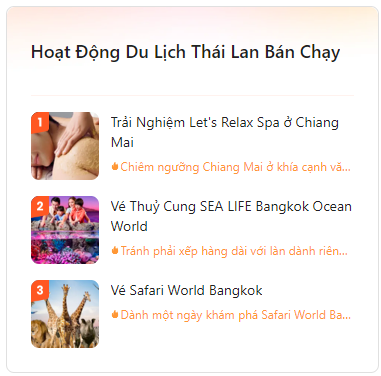 Hoạt Động Du Lịch Thái Lan Bán Chạy
1
Trải Nghiệm Let's Relax Spa ở Chiang
Mai
Chiêm ngưỡng Chiang Mai ở khía cạnh vă...
2
Vé Thuỷ Cung SEA LIFE Bangkok Ocean
World
Tránh phải xếp hàng dài với làn dành riên...
3
Vé Safari World Bangkok
Dành một ngày khám phá Safari World Ba...